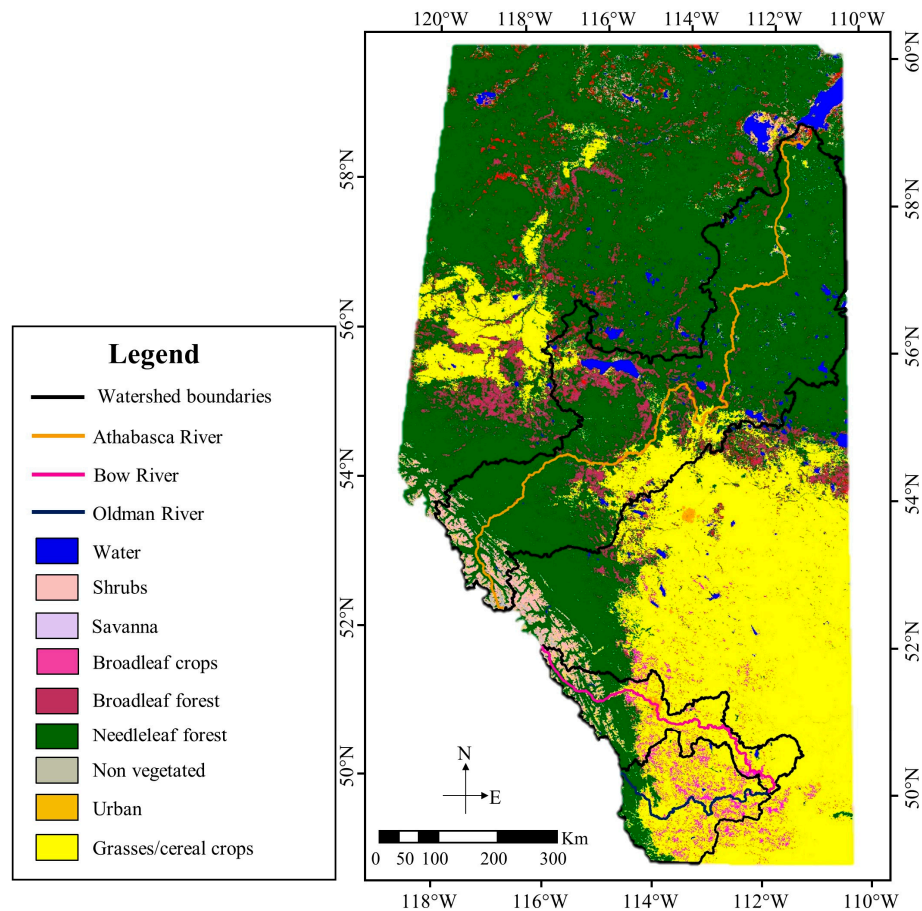 120°W 118°W 116°W 114°W 112°W 110°W
60°N
58°N
58°N
56°N
56°N
54°N
54°N
52°N
52°N
50°N
50°N
Legend
Watershed boundaries
Athabasca River
Bow River
Oldman River
Water
Shrubs
Savanna
Broadleaf crops
Broadleaf forest
Needleleaf forest
Non vegetated
Urban
Grasses/cereal crops
N
E
Km
0 50 100 200 300
118°W 116°W 114°W 112°W 110°W